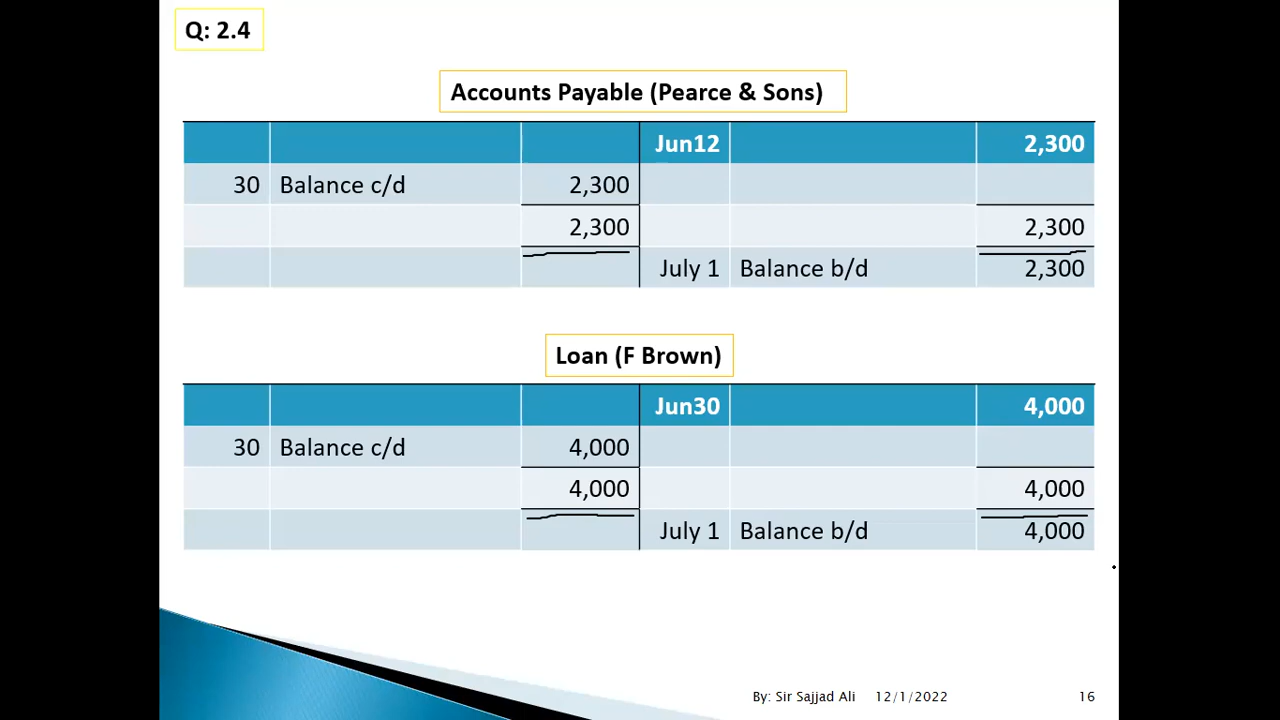 Q: 2.4
Accounts Payable (Pearce & Sons)
Jun12 2,300
30 Balance c/d 2,300
2,300 2,300
July 1 Balance b/d 2,300
Loan (F Brown)
Jun30 4,000
30 Balance c/d 4,000
4,000 4,000
July 1 Balance b/d 4,000
By: Sir Sajjad Ali 12/1/2022 16